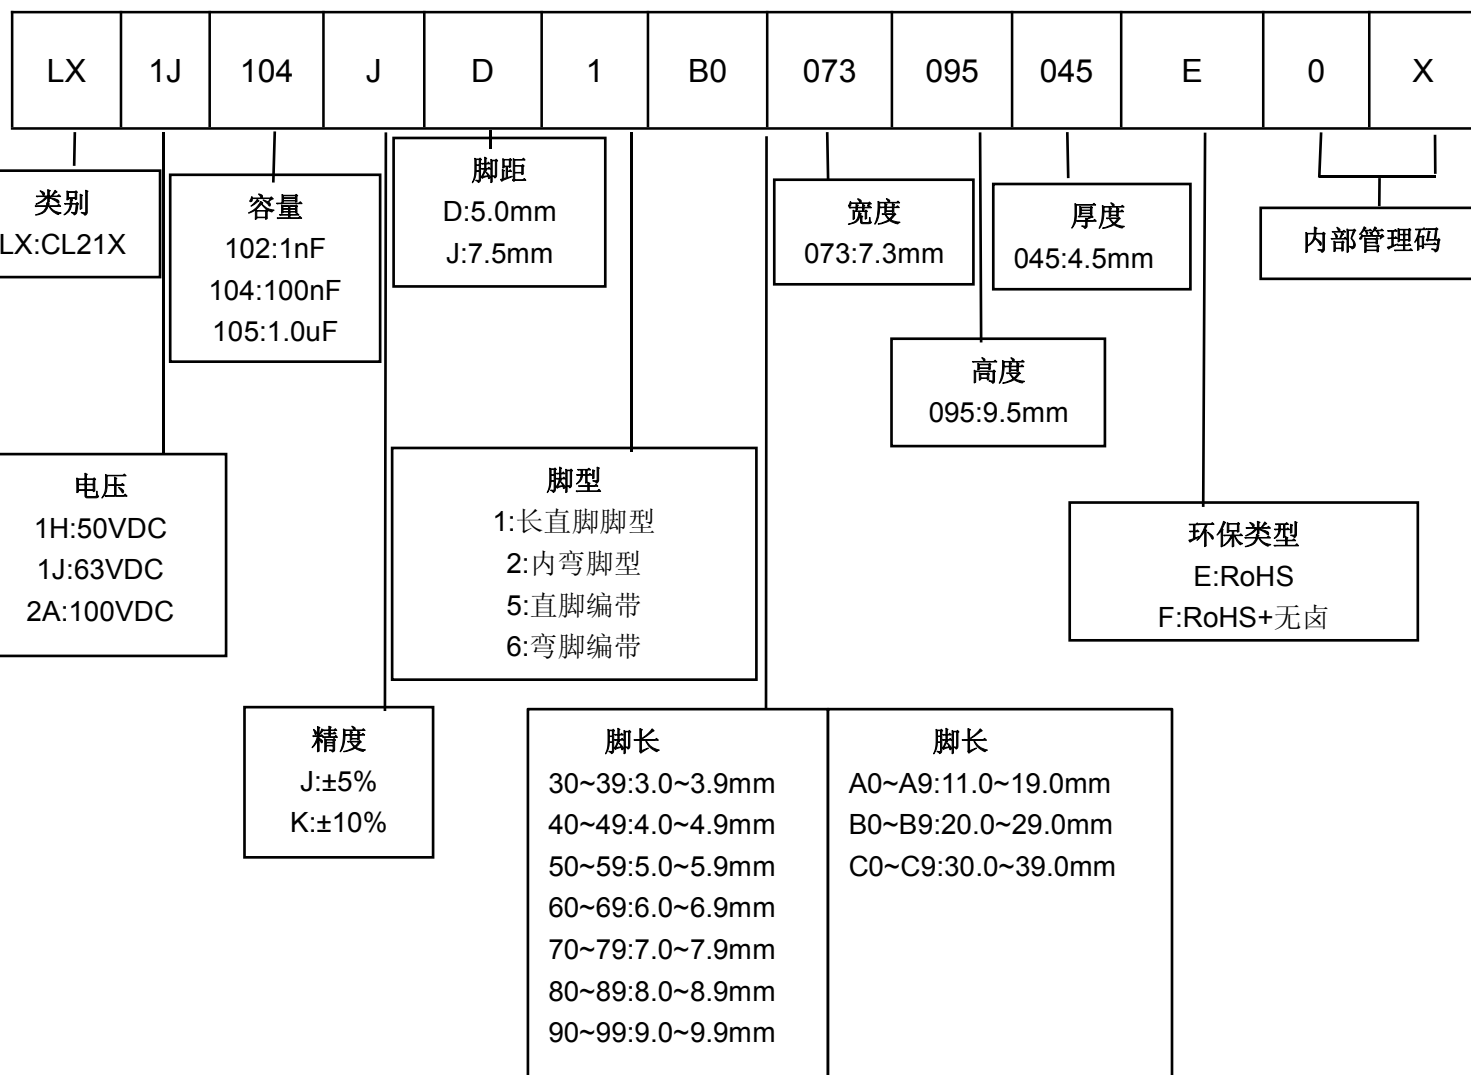 LX 1J 104 J D 1 B0 073 095 045 E 0 X
类别
LX:CL21X
容量
102:1nF
104:100nF
105:1.0uF
脚距
D:5.0mm
J:7.5mm
宽度
073:7.3mm
厚度
045:4.5mm
内部管理码
高度
095:9.5mm
电压
1H:50VDC
1J:63VDC
2A:100VDC
脚型
1:长直脚脚型
2:内弯脚型
5:直脚编带
6:弯脚编带
环保类型
E:RoHS
F:RoHS+无卤
精度
J:±5%
K:±10%
脚长
30~39:3.0~3.9mm
40~49:4.0~4.9mm
50~59:5.0~5.9mm
60~69:6.0~6.9mm
70~79:7.0~7.9mm
80~89:8.0~8.9mm
90~99:9.0~9.9mm
脚长
A0~A9:11.0~19.0mm
B0~B9:20.0~29.0mm
C0~C9:30.0~39.0mm